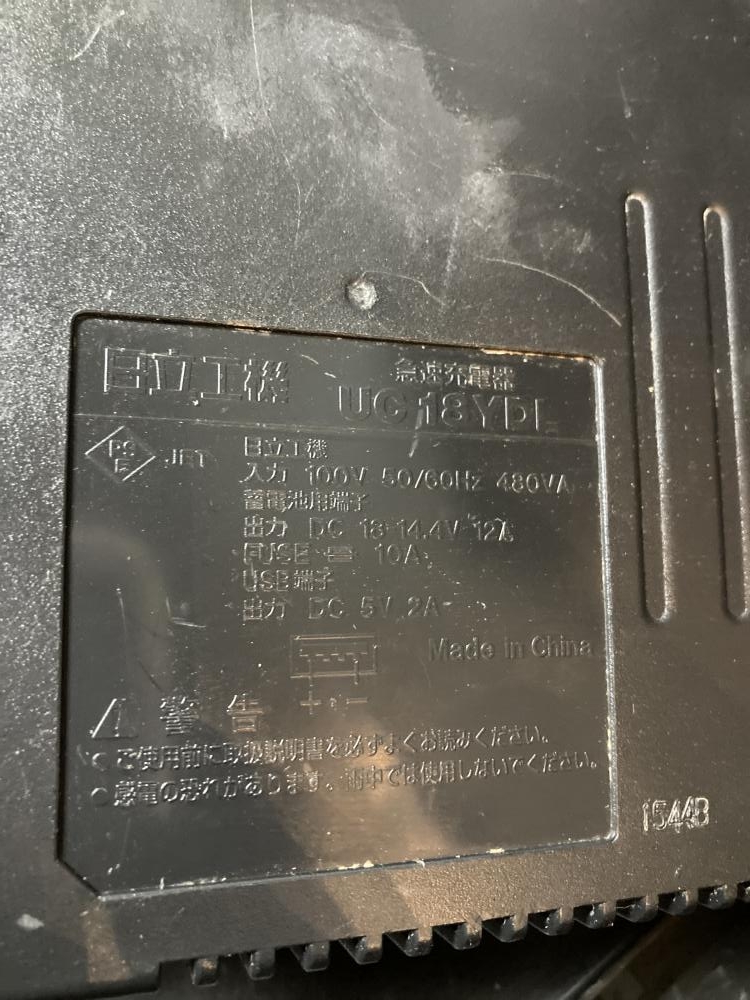 日立工機 急速充電器
UC 18YDL
PS
E
JET
日立工機
入力 100V 50/60Hz 480VA
蓄電池用端子
出力 DC 18-14.4V 12A
FUSE 10A
USB端子
出力 DC 5V 2A
Made in China
+ -
警告
ご使用前に取扱説明書を必ずよくお読みください。
感電の恐れがあります、雨中では使用しないでください。
1544B